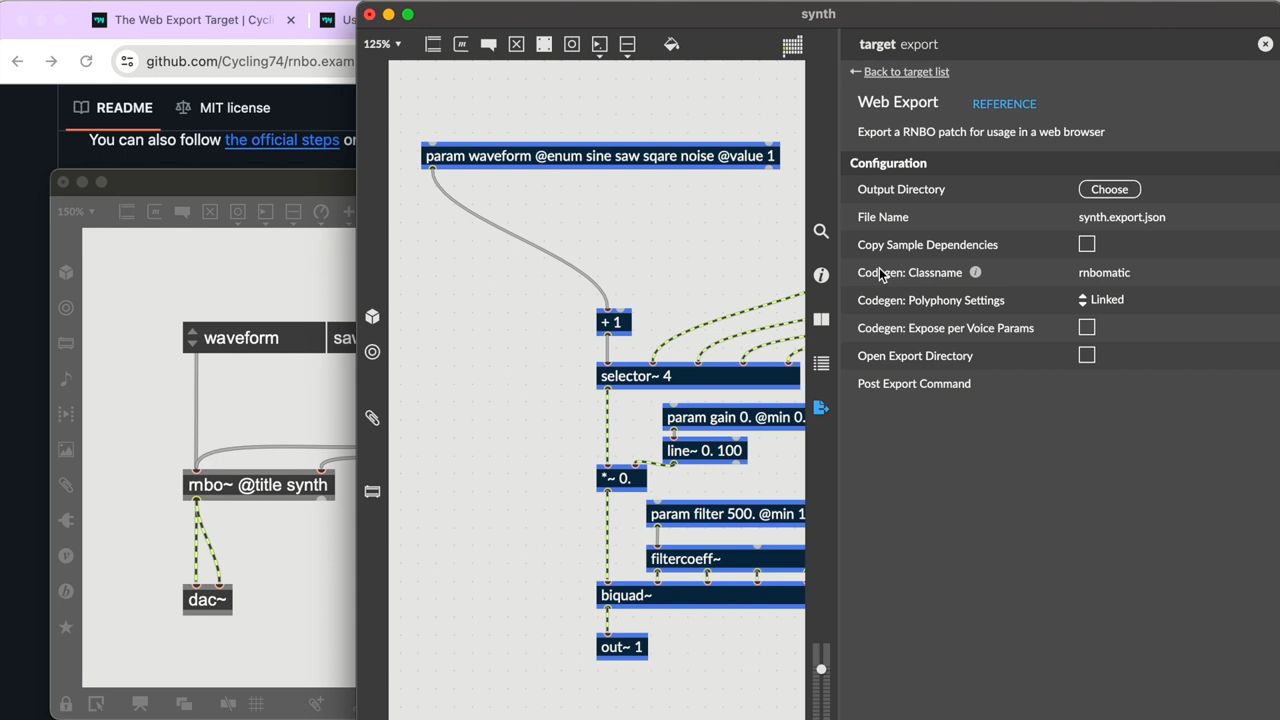 The Web Export Target | Cycli
Us
github.com/Cycling74/rnbo.exam
README
MIT license
You can also follow the official steps or
150%
waveform
saw
rnbo~ @title synth
dac~
synth
125%
param waveform @enum sine saw sqare noise @value 1
+ 1
selector~ 4
param gain 0. @min 0.
line~ 0. 100
*~ 0.
param filter 500. @min 1
filtercoeff~
biquad~
out~ 1
target export
Back to target list
Web Export REFERENCE
Export a RNBO patch for usage in a web browser
Configuration
Output Directory Choose
File Name synth.export.json
Copy Sample Dependencies
Codegen: Classname rnbomatic
Codegen: Polyphony Settings Linked
Codegen: Expose per Voice Params
Open Export Directory
Post Export Command